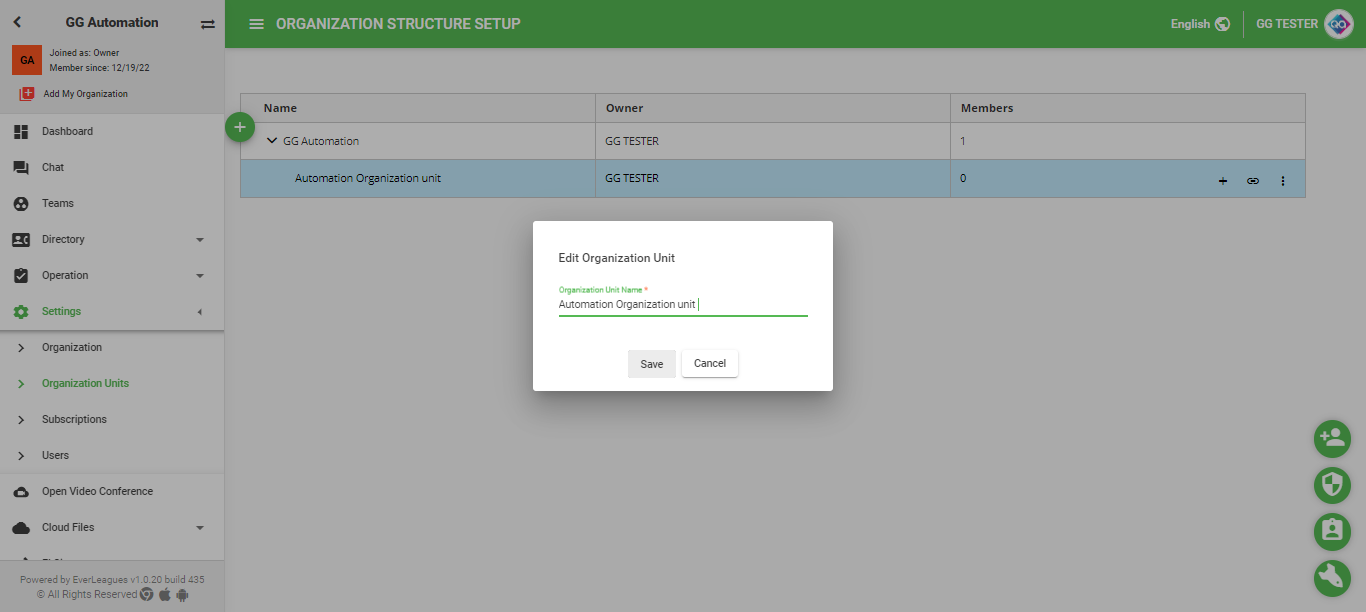 GG Automation
GA
Joined as: Owner
Member since: 12/19/22
Add My Organization
Dashboard
Chat
Teams
Directory
Operation
Settings
Organization
Organization Units
Subscriptions
Users
Open Video Conference
Cloud Files
Powered by EverLeagues v1.0.20 build 435
© All Rights Reserved
ORGANIZATION STRUCTURE SETUP
English
GG TESTER
Name Owner Members
GG Automation GG TESTER 1
Automation Organization unit GG TESTER 0
Edit Organization Unit
Organization Unit Name *
Automation Organization unit
Save Cancel